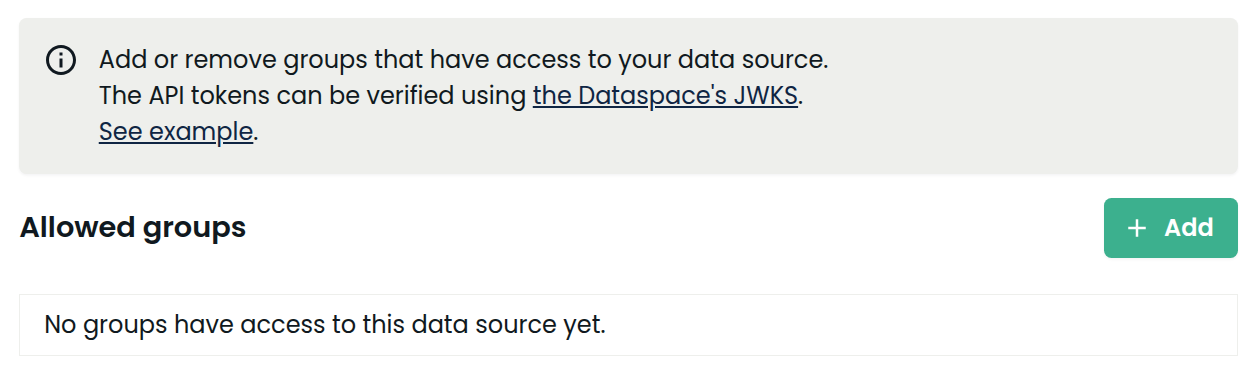 Add or remove groups that have access to your data source.
The API tokens can be verified using the Dataspace's JWKS.
See example.
Allowed groups
+ Add
No groups have access to this data source yet.